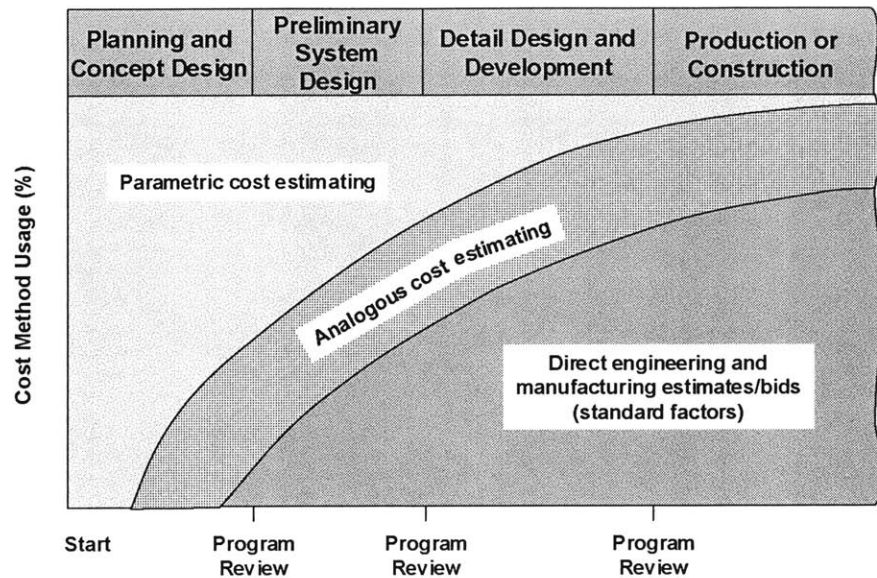 Planning and
Concept Design
Preliminary
System
Design
Detail Design and
Development
Production or
Construction
Cost Method Usage (%)
Parametric cost estimating
Analogous cost estimating
Direct engineering and
manufacturing estimates/bids
(standard factors)
Start
Program
Review
Program
Review
Program
Review